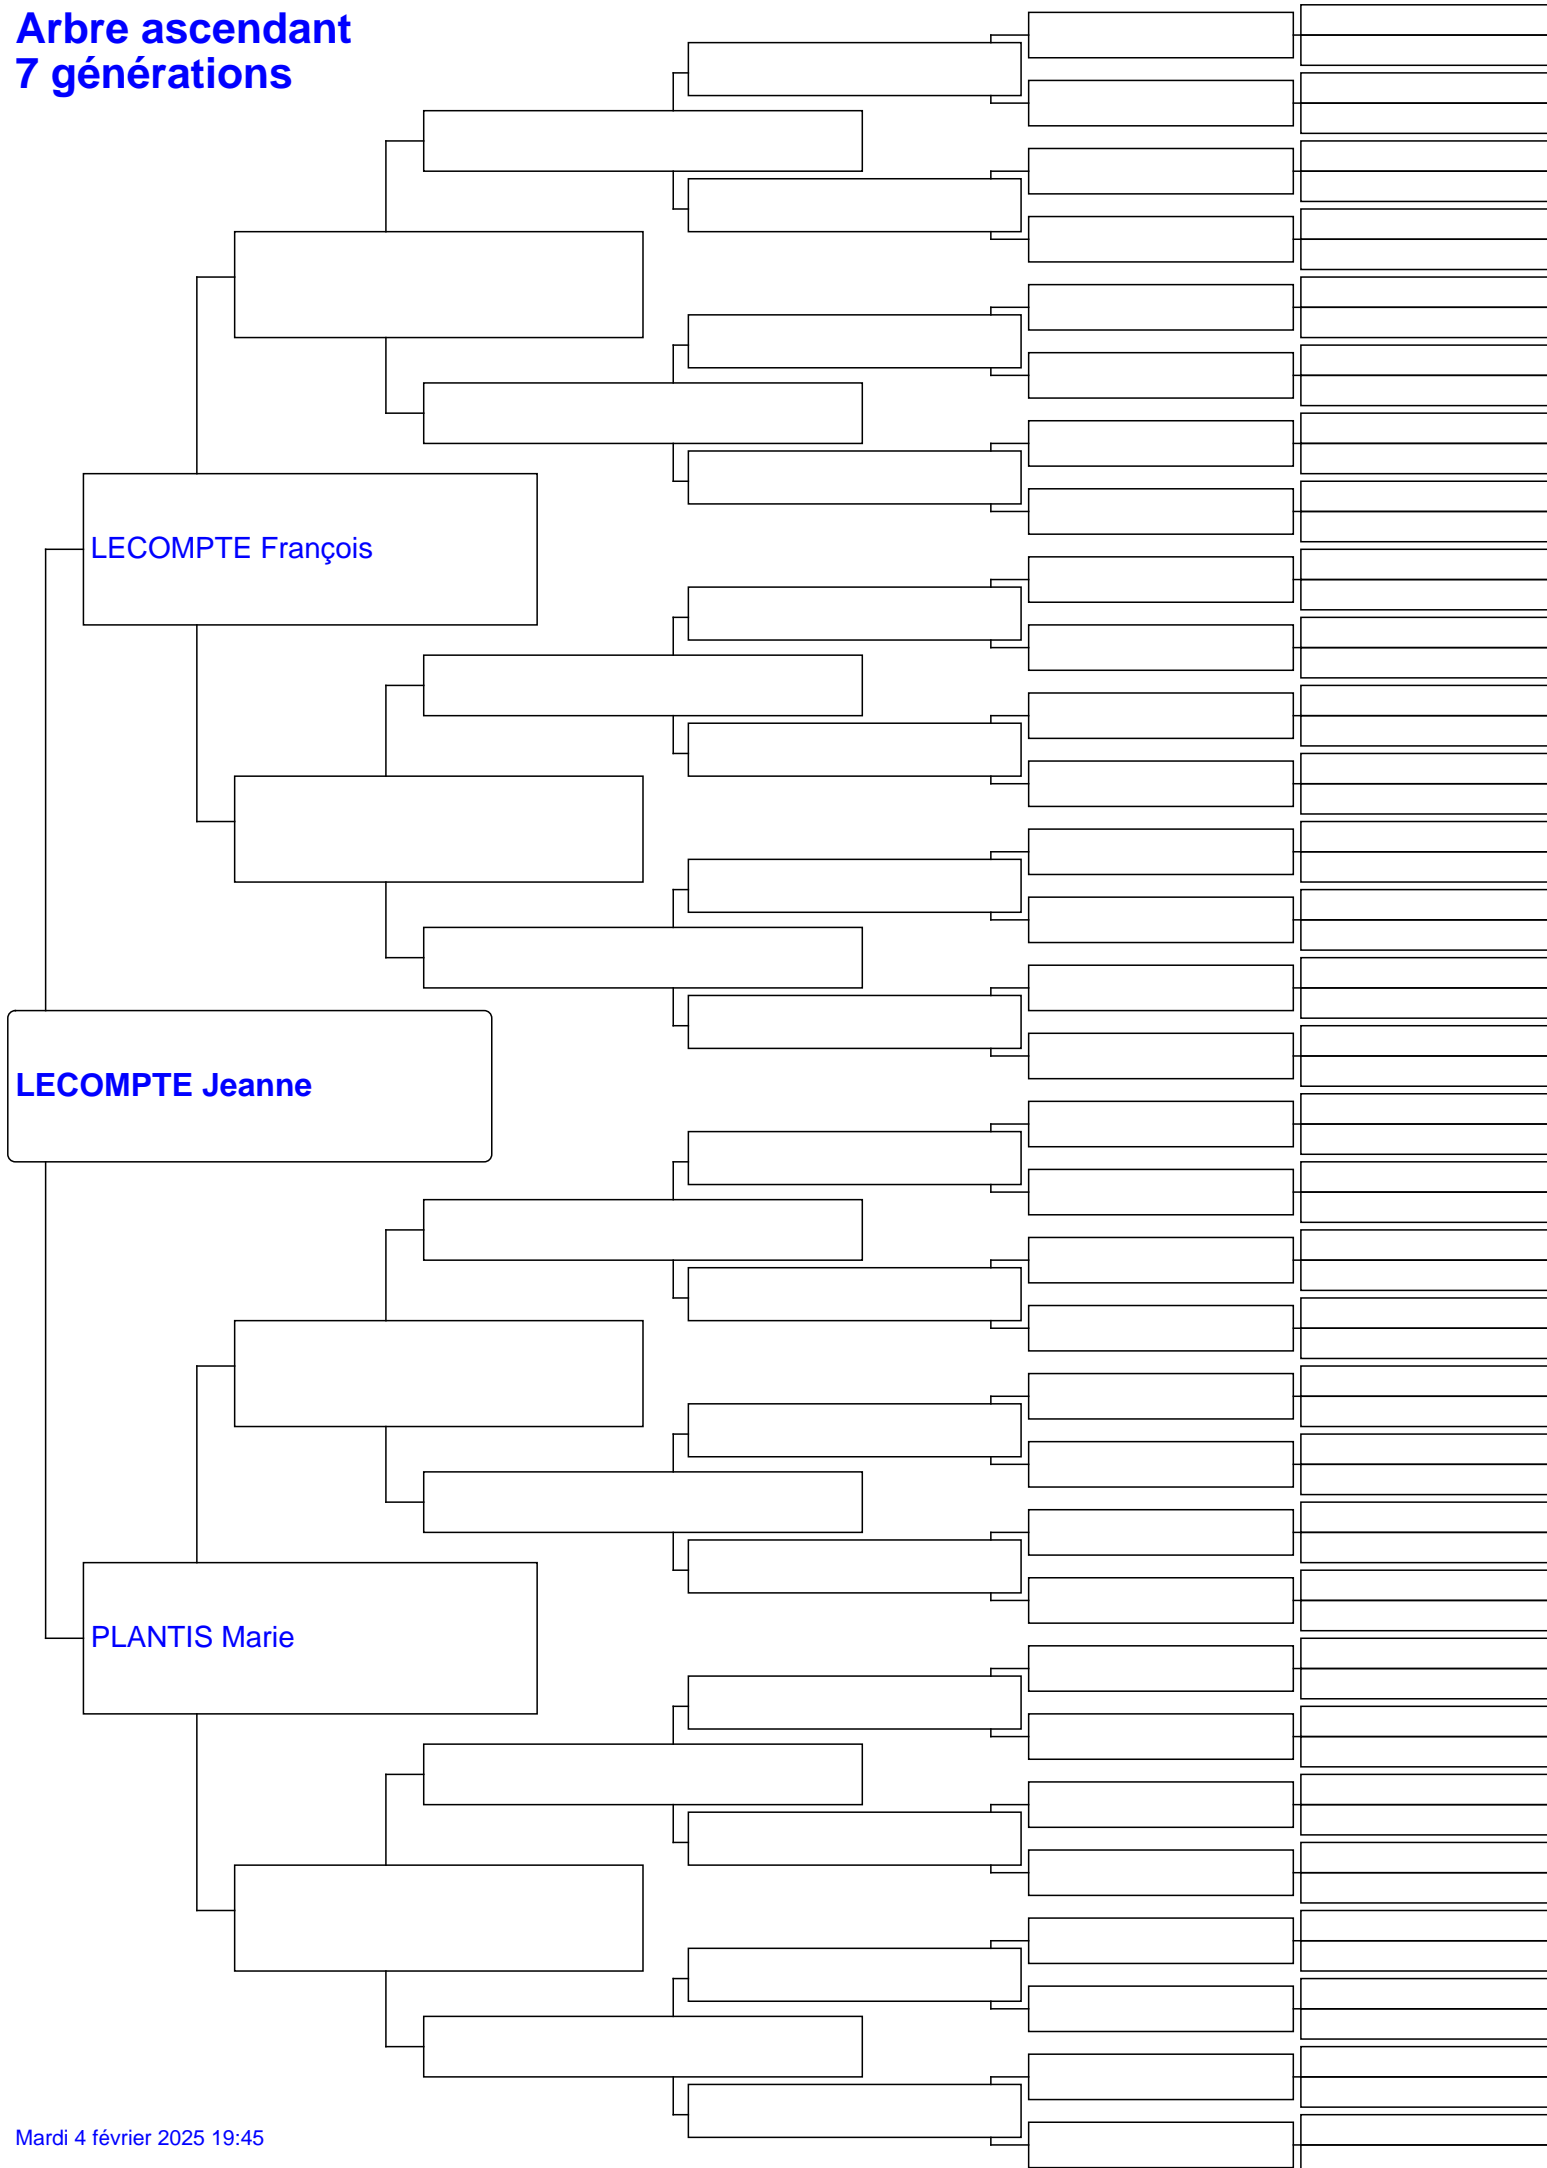 Arbre ascendant
7 générations
LECOMPTE François
LECOMPTE Jeanne
PLANTIS Marie
Mardi 4 février 2025 19:45